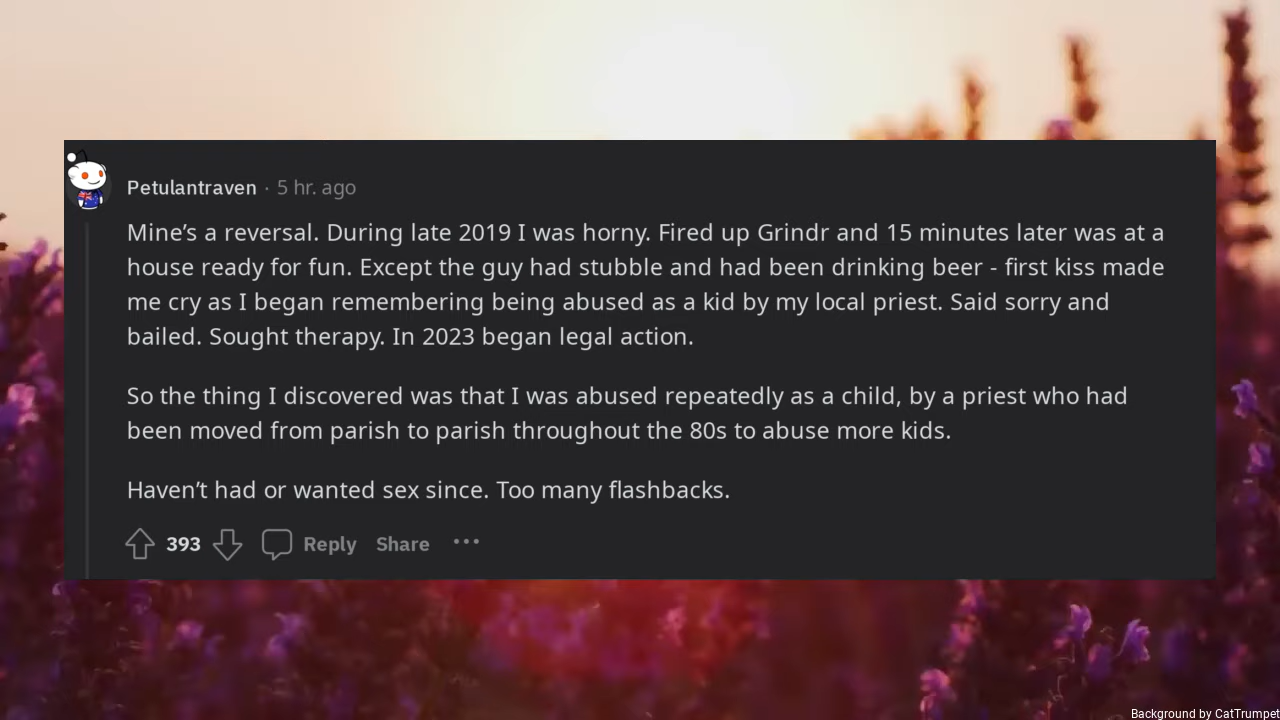 Petulantraven · 5 hr. ago
Mine’s a reversal. During late 2019 I was horny. Fired up Grindr and 15 minutes later was at a
house ready for fun. Except the guy had stubble and had been drinking beer - first kiss made
me cry as I began remembering being abused as a kid by my local priest. Said sorry and
bailed. Sought therapy. In 2023 began legal action.
So the thing I discovered was that I was abused repeatedly as a child, by a priest who had
been moved from parish to parish throughout the 80s to abuse more kids.
Haven’t had or wanted sex since. Too many flashbacks.
393 Reply Share ···
Background by CatTrumpet